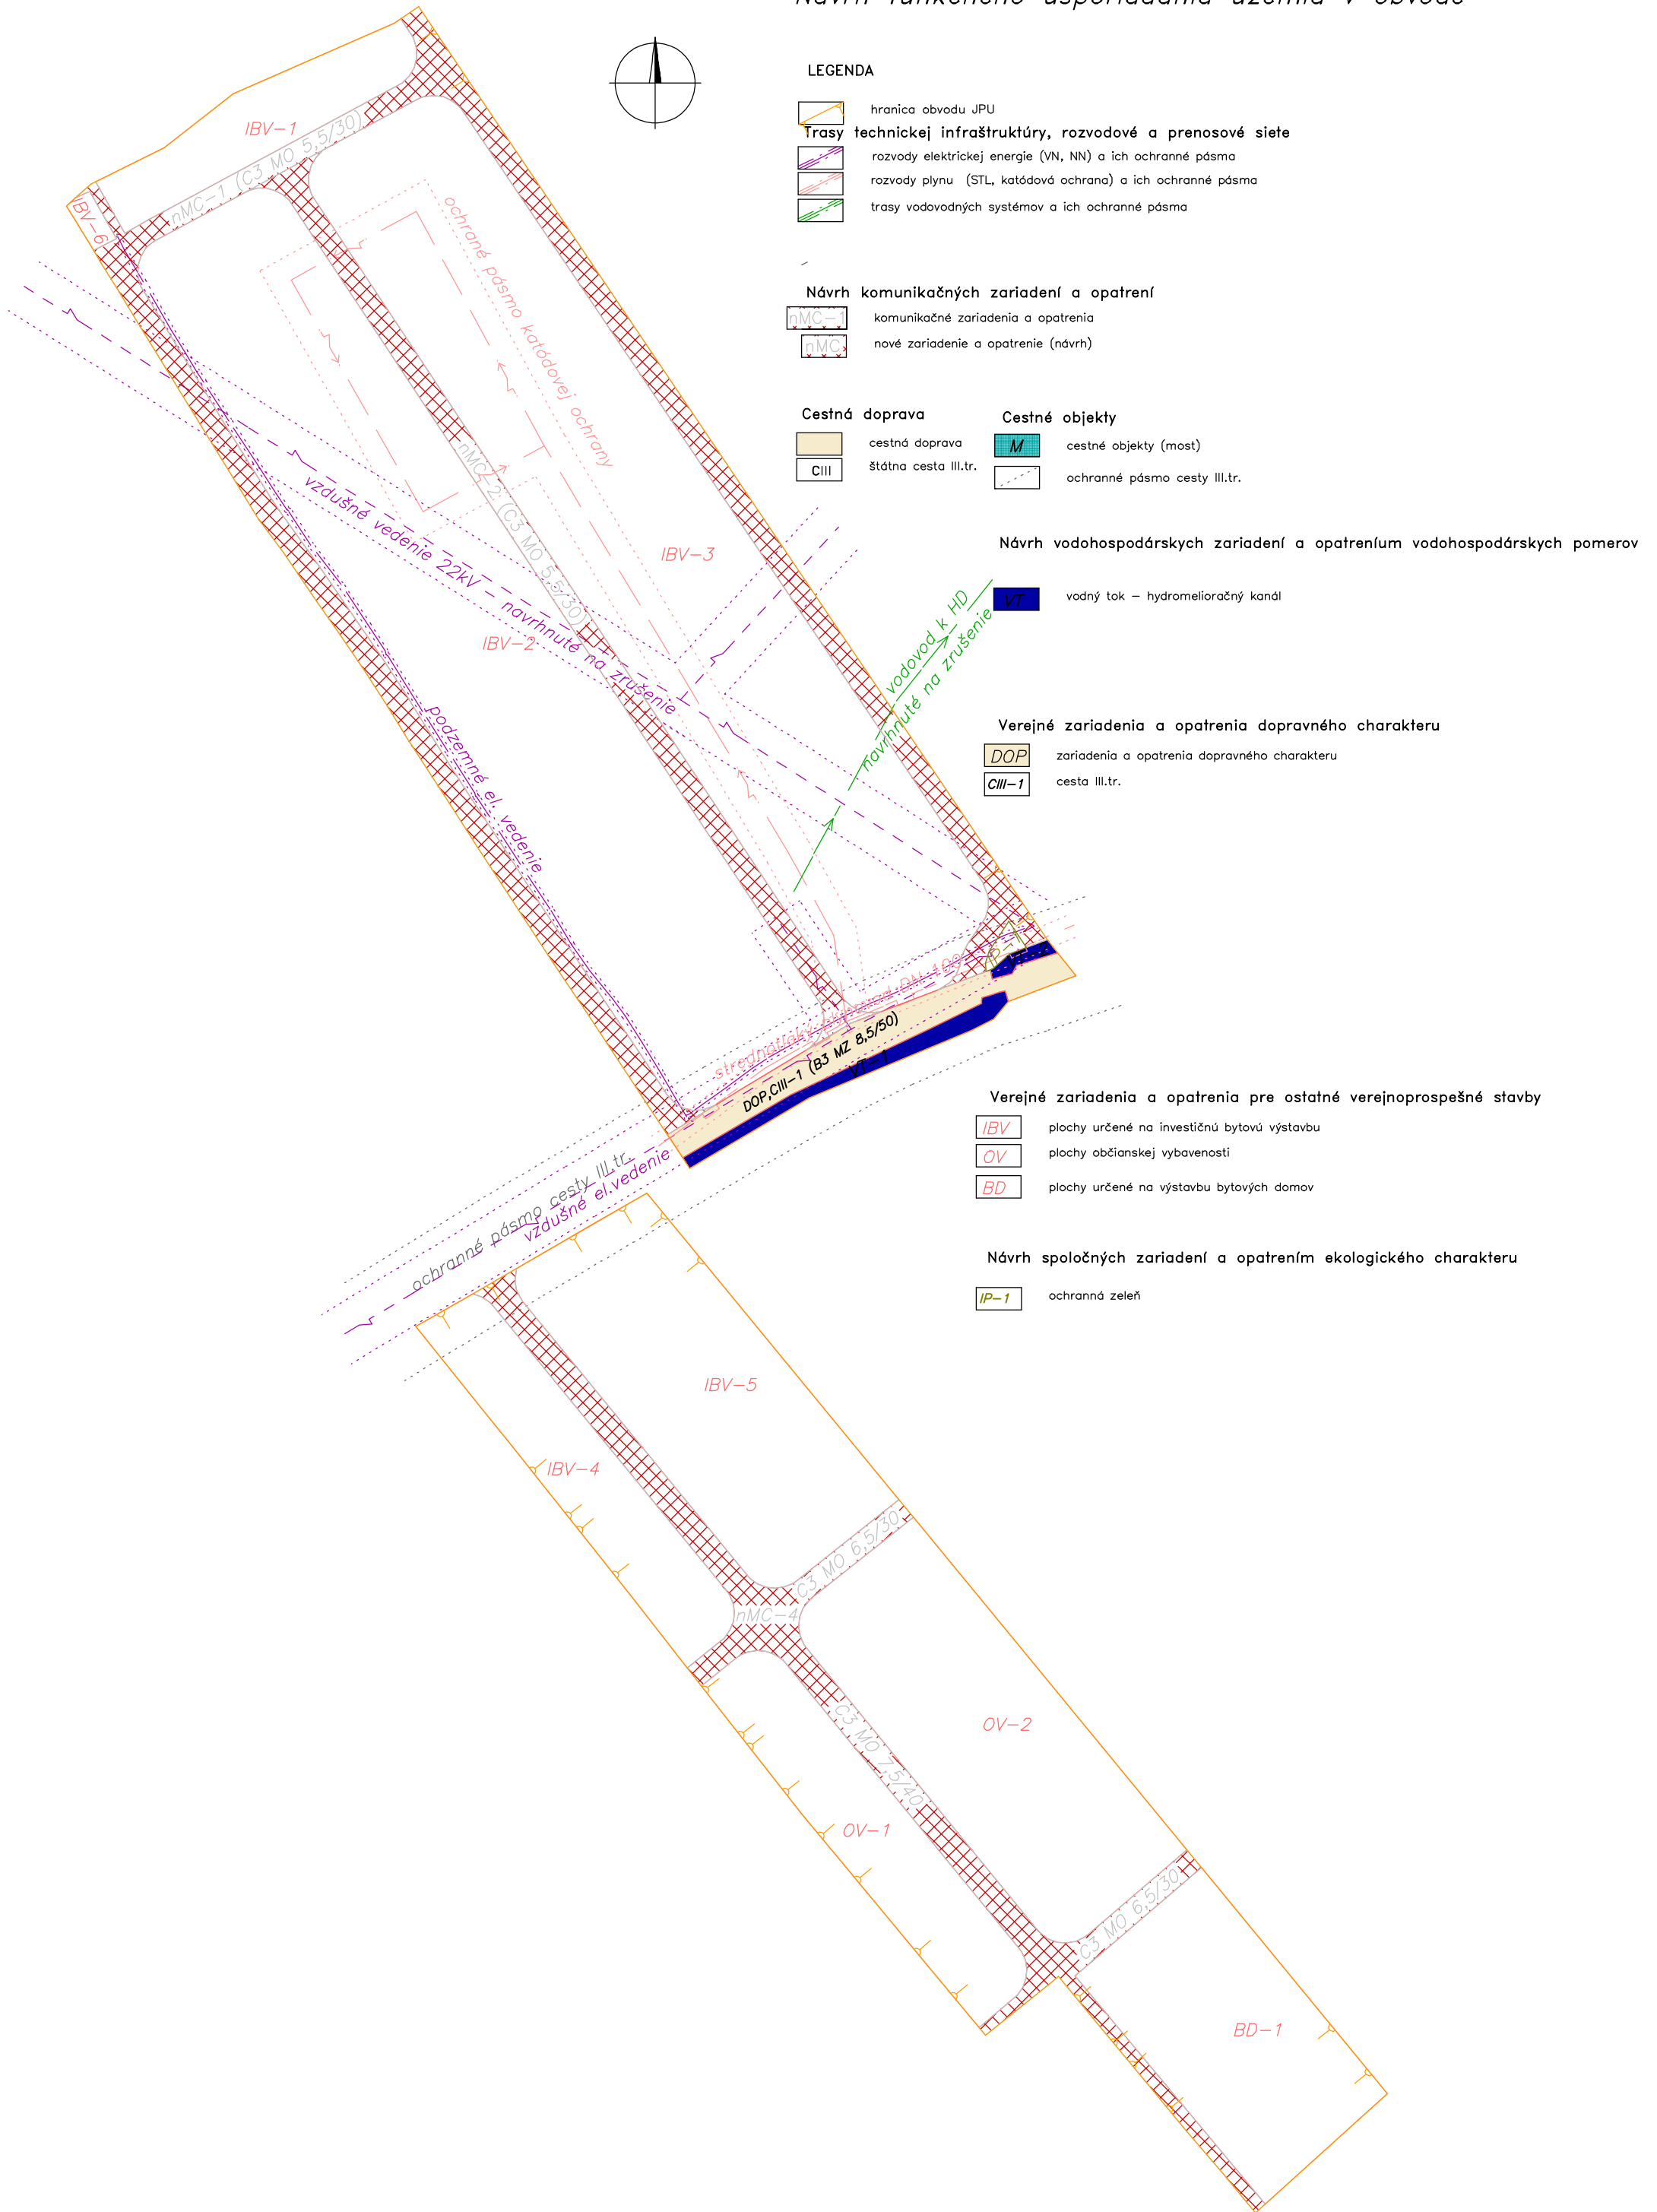 Návrh funkčného usporiadania územia v obvode
LEGENDA
hranica obvodu JPU
Trasy technickej infraštruktúry, rozvodové a prenosové siete
rozvody elektrickej energie (VN, NN) a ich ochranné pásma
rozvody plynu (STL, katódová ochrana) a ich ochranné pásma
trasy vodovodných systémov a ich ochranné pásma
Návrh komunikačných zariadení a opatrení
nMC-1 komunikačné zariadenia a opatrenia
nMC nové zariadenie a opatrenie (návrh)
Cestná doprava
cestná doprava
CIII štátna cesta III.tr.
Cestné objekty
M cestné objekty (most)
ochranné pásmo cesty III.tr.
Návrh vodohospodárskych zariadení a opatreníum vodohospodárskych pomerov
VT vodný tok – hydromelioračný kanál
Verejné zariadenia a opatrenia dopravného charakteru
DOP zariadenia a opatrenia dopravného charakteru
CIII-1 cesta III.tr.
Verejné zariadenia a opatrenia pre ostatné verejnoprospešné stavby
IBV plochy určené na investičnú bytovú výstavbu
OV plochy občianskej vybavenosti
BD plochy určené na výstavbu bytových domov
Návrh spoločných zariadení a opatrením ekologického charakteru
IP-1 ochranná zeleň
IBV-1
nMC-1 (C3 MO 5,5/30)
IBV-6
ochrané pásmo katódovej ochrany
vzdušné vedenie 22kV - navrhnuté na zrušenie
nMC-2 (C3 MO 5,5/30)
IBV-3
IBV-2
podzemné el. vedenie
vodovod k HD
navrhnuté na zrušenie
DN 100
DOP,CIII-1 (B3 MZ 8,5/50)
VT-1
ochranné pásmo cesty III.tr.
vzdušné el.vedenie
IBV-5
IBV-4
C3 MO 6,5/30
nMC-4
C3 MO 7,5/40
OV-2
OV-1
C3 MO 6,5/30
BD-1